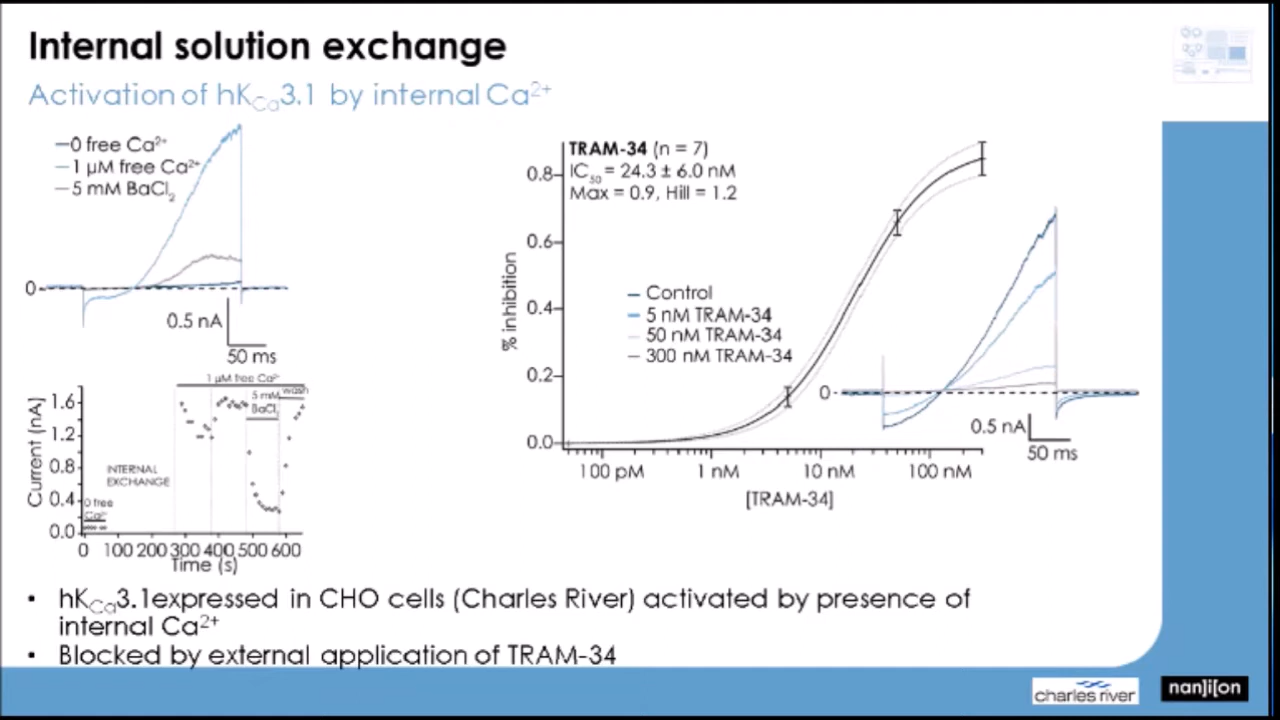 Internal solution exchange
Activation of hKCa3.1 by internal Ca²⁺
0 free Ca²⁺
1 µM free Ca²⁺
5 mM BaCl₂
0
0.5 nA
50 ms
Current (nA)
1.6
1.2
0.8
0.4
0.0
1 µM free Ca²⁺
5 mM
BaCl₂
wash
INTERNAL
EXCHANGE
0 free
Ca²⁺
0 100 200 300 400 500 600
Time (s)
TRAM-34 (n = 7)
IC₅₀ = 24.3 ± 6.0 nM
Max = 0.9, Hill = 1.2
% inhibition
0.8
0.6
0.4
0.2
0.0
Control
5 nM TRAM-34
50 nM TRAM-34
300 nM TRAM-34
0
0.5 nA
50 ms
100 pM 1 nM 10 nM 100 nM
[TRAM-34]
• hKCa3.1expressed in CHO cells (Charles River) activated by presence of
internal Ca²⁺
• Blocked by external application of TRAM-34
charles river
nan]i[on